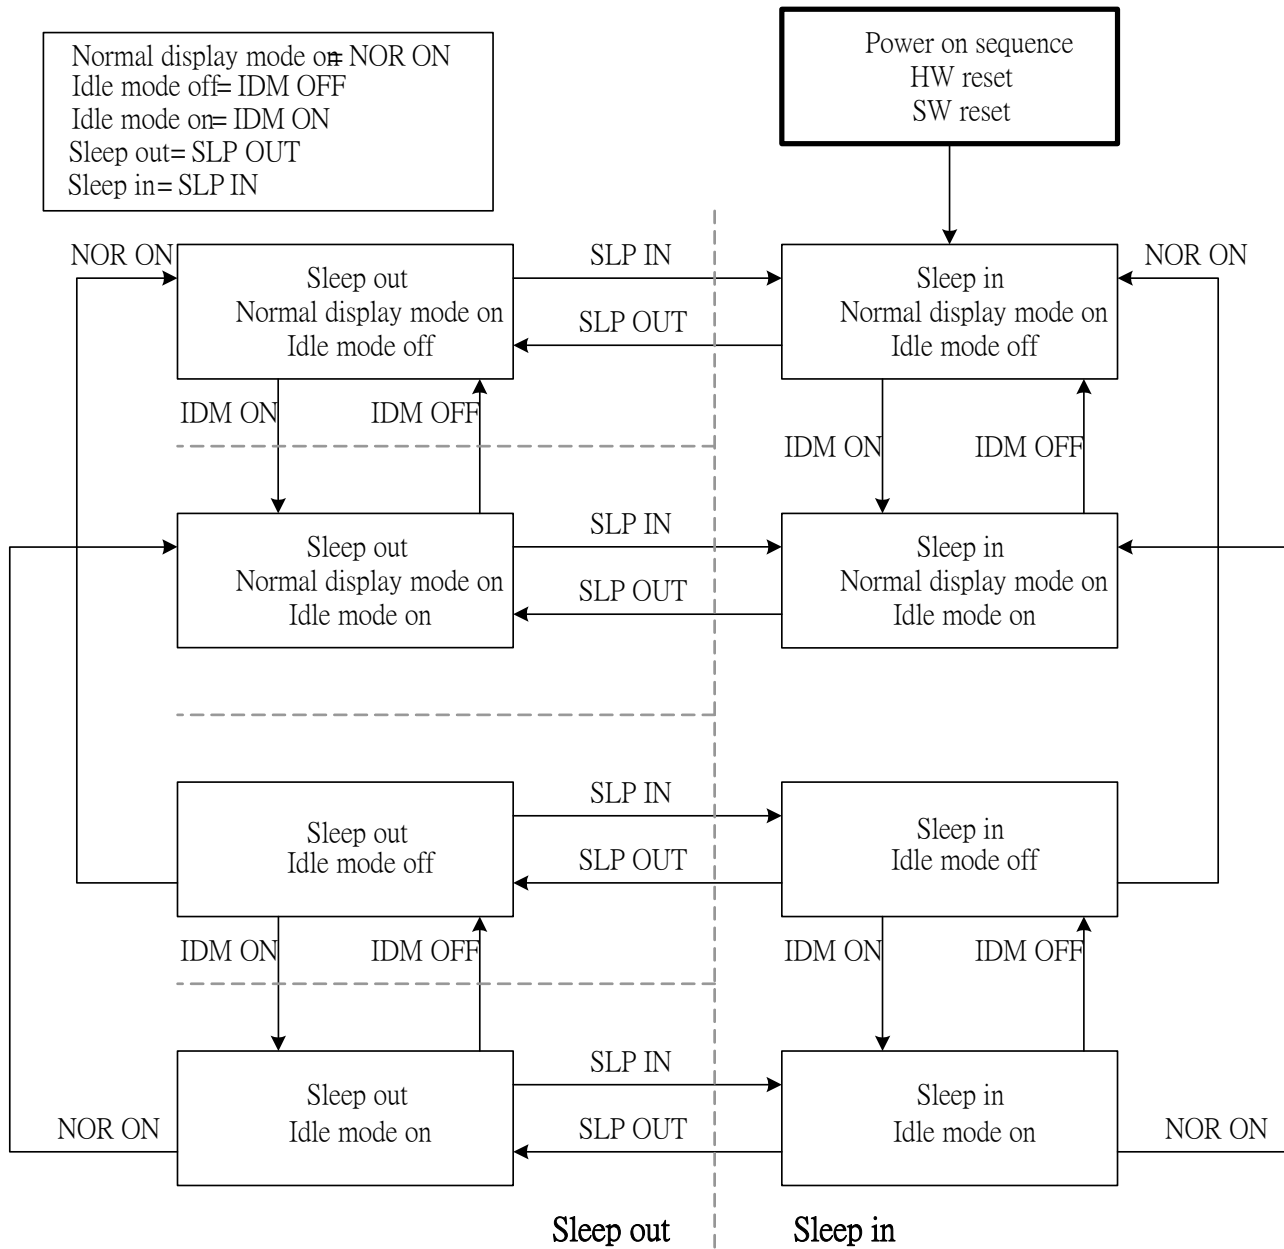 Normal display mode on= NOR ON
Idle mode off= IDM OFF
Idle mode on= IDM ON
Sleep out= SLP OUT
Sleep in= SLP IN
Power on sequence
HW reset
SW reset
NOR ON
Sleep out
Normal display mode on
Idle mode off
SLP IN
SLP OUT
Sleep in
Normal display mode on
Idle mode off
NOR ON
IDM ON
IDM OFF
IDM ON
IDM OFF
Sleep out
Normal display mode on
Idle mode on
SLP IN
SLP OUT
Sleep in
Normal display mode on
Idle mode on
Sleep out
Idle mode off
SLP IN
SLP OUT
Sleep in
Idle mode off
IDM ON
IDM OFF
IDM ON
IDM OFF
NOR ON
Sleep out
Idle mode on
SLP IN
SLP OUT
Sleep in
Idle mode on
NOR ON
Sleep out
Sleep in